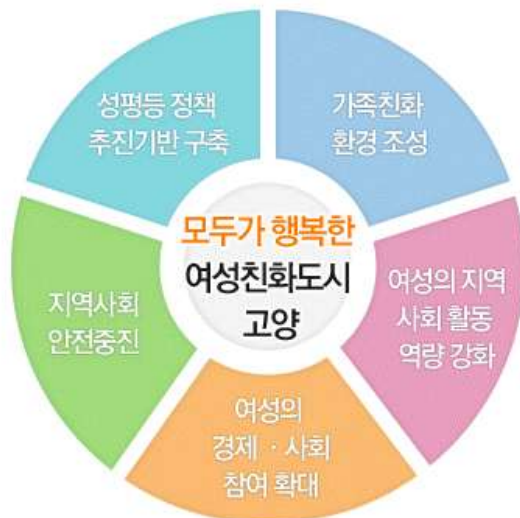 성평등 정책
추진기반 구축
가족친화
환경 조성
모두가 행복한
여성친화도시
고양
지역사회
안전중진
여성의 지역
사회 활동
역량 강화
여성의
경제 · 사회
참여 확대